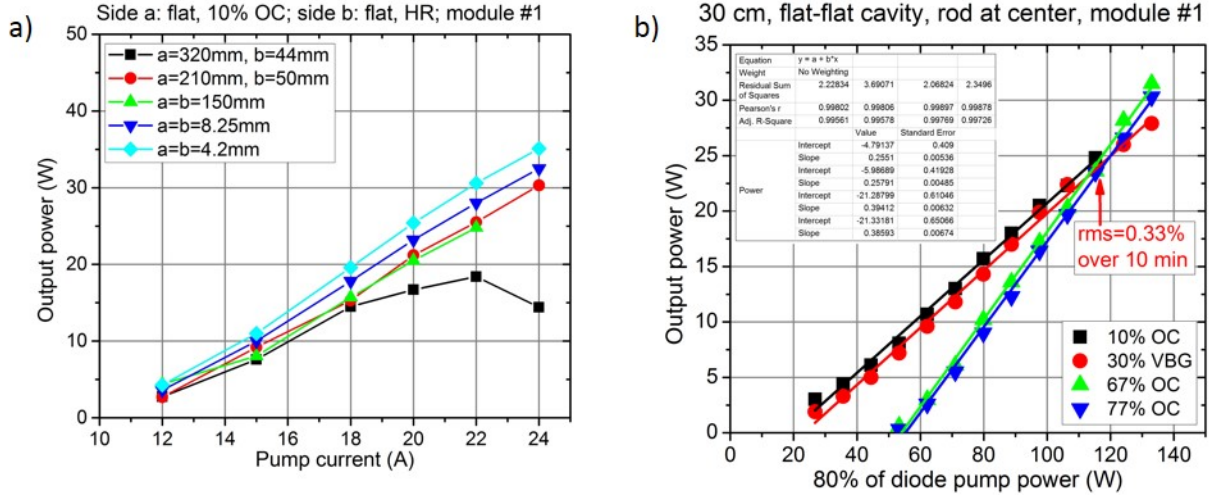 a)
Side a: flat, 10% OC; side b: flat, HR; module #1
50
40
30
20
10
0
Output power (W)
a=320mm, b=44mm
a=210mm, b=50mm
a=b=150mm
a=b=8.25mm
a=b=4.2mm
10 12 14 16 18 20 22 24
Pump current (A)
b)
30 cm, flat-flat cavity, rod at center, module #1
35
30
25
20
15
10
5
0
Output power (W)
Equation y = a + b*x
Weight No Weighting
Residual Sum of Squares 2.22834 3.69071 2.06824 2.3496
Pearson's r 0.99802 0.99806 0.99897 0.99878
Adj. R-Square 0.99561 0.99578 0.99769 0.99726
Value Standard Error
Intercept -4.79137 0.409
Slope 0.2551 0.00536
Intercept -5.98689 0.41928
Slope 0.25791 0.00485
Power Intercept -21.28799 0.61046
Slope 0.39412 0.00632
Intercept -21.33181 0.65066
Slope 0.38593 0.00674
rms=0.33%
over 10 min
10% OC
30% VBG
67% OC
77% OC
0 20 40 60 80 100 120 140
80% of diode pump power (W)